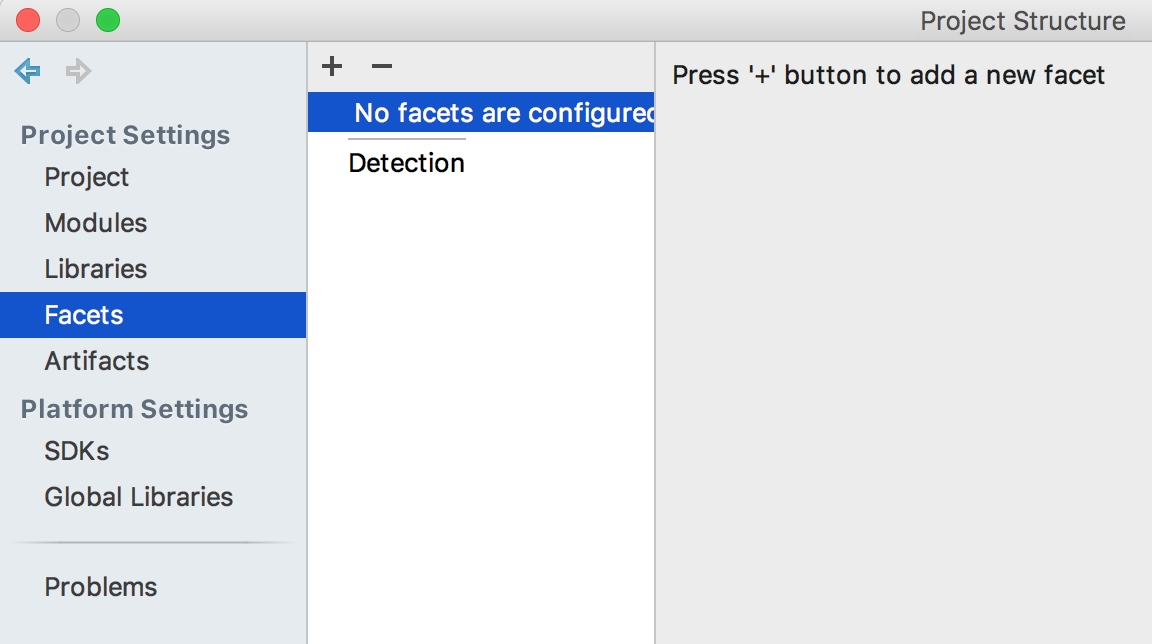 Project Structure
Project Settings
Project
Modules
Libraries
Facets
Artifacts
Platform Settings
SDKs
Global Libraries
Problems
No facets are configured
Detection
Press '+' button to add a new facet